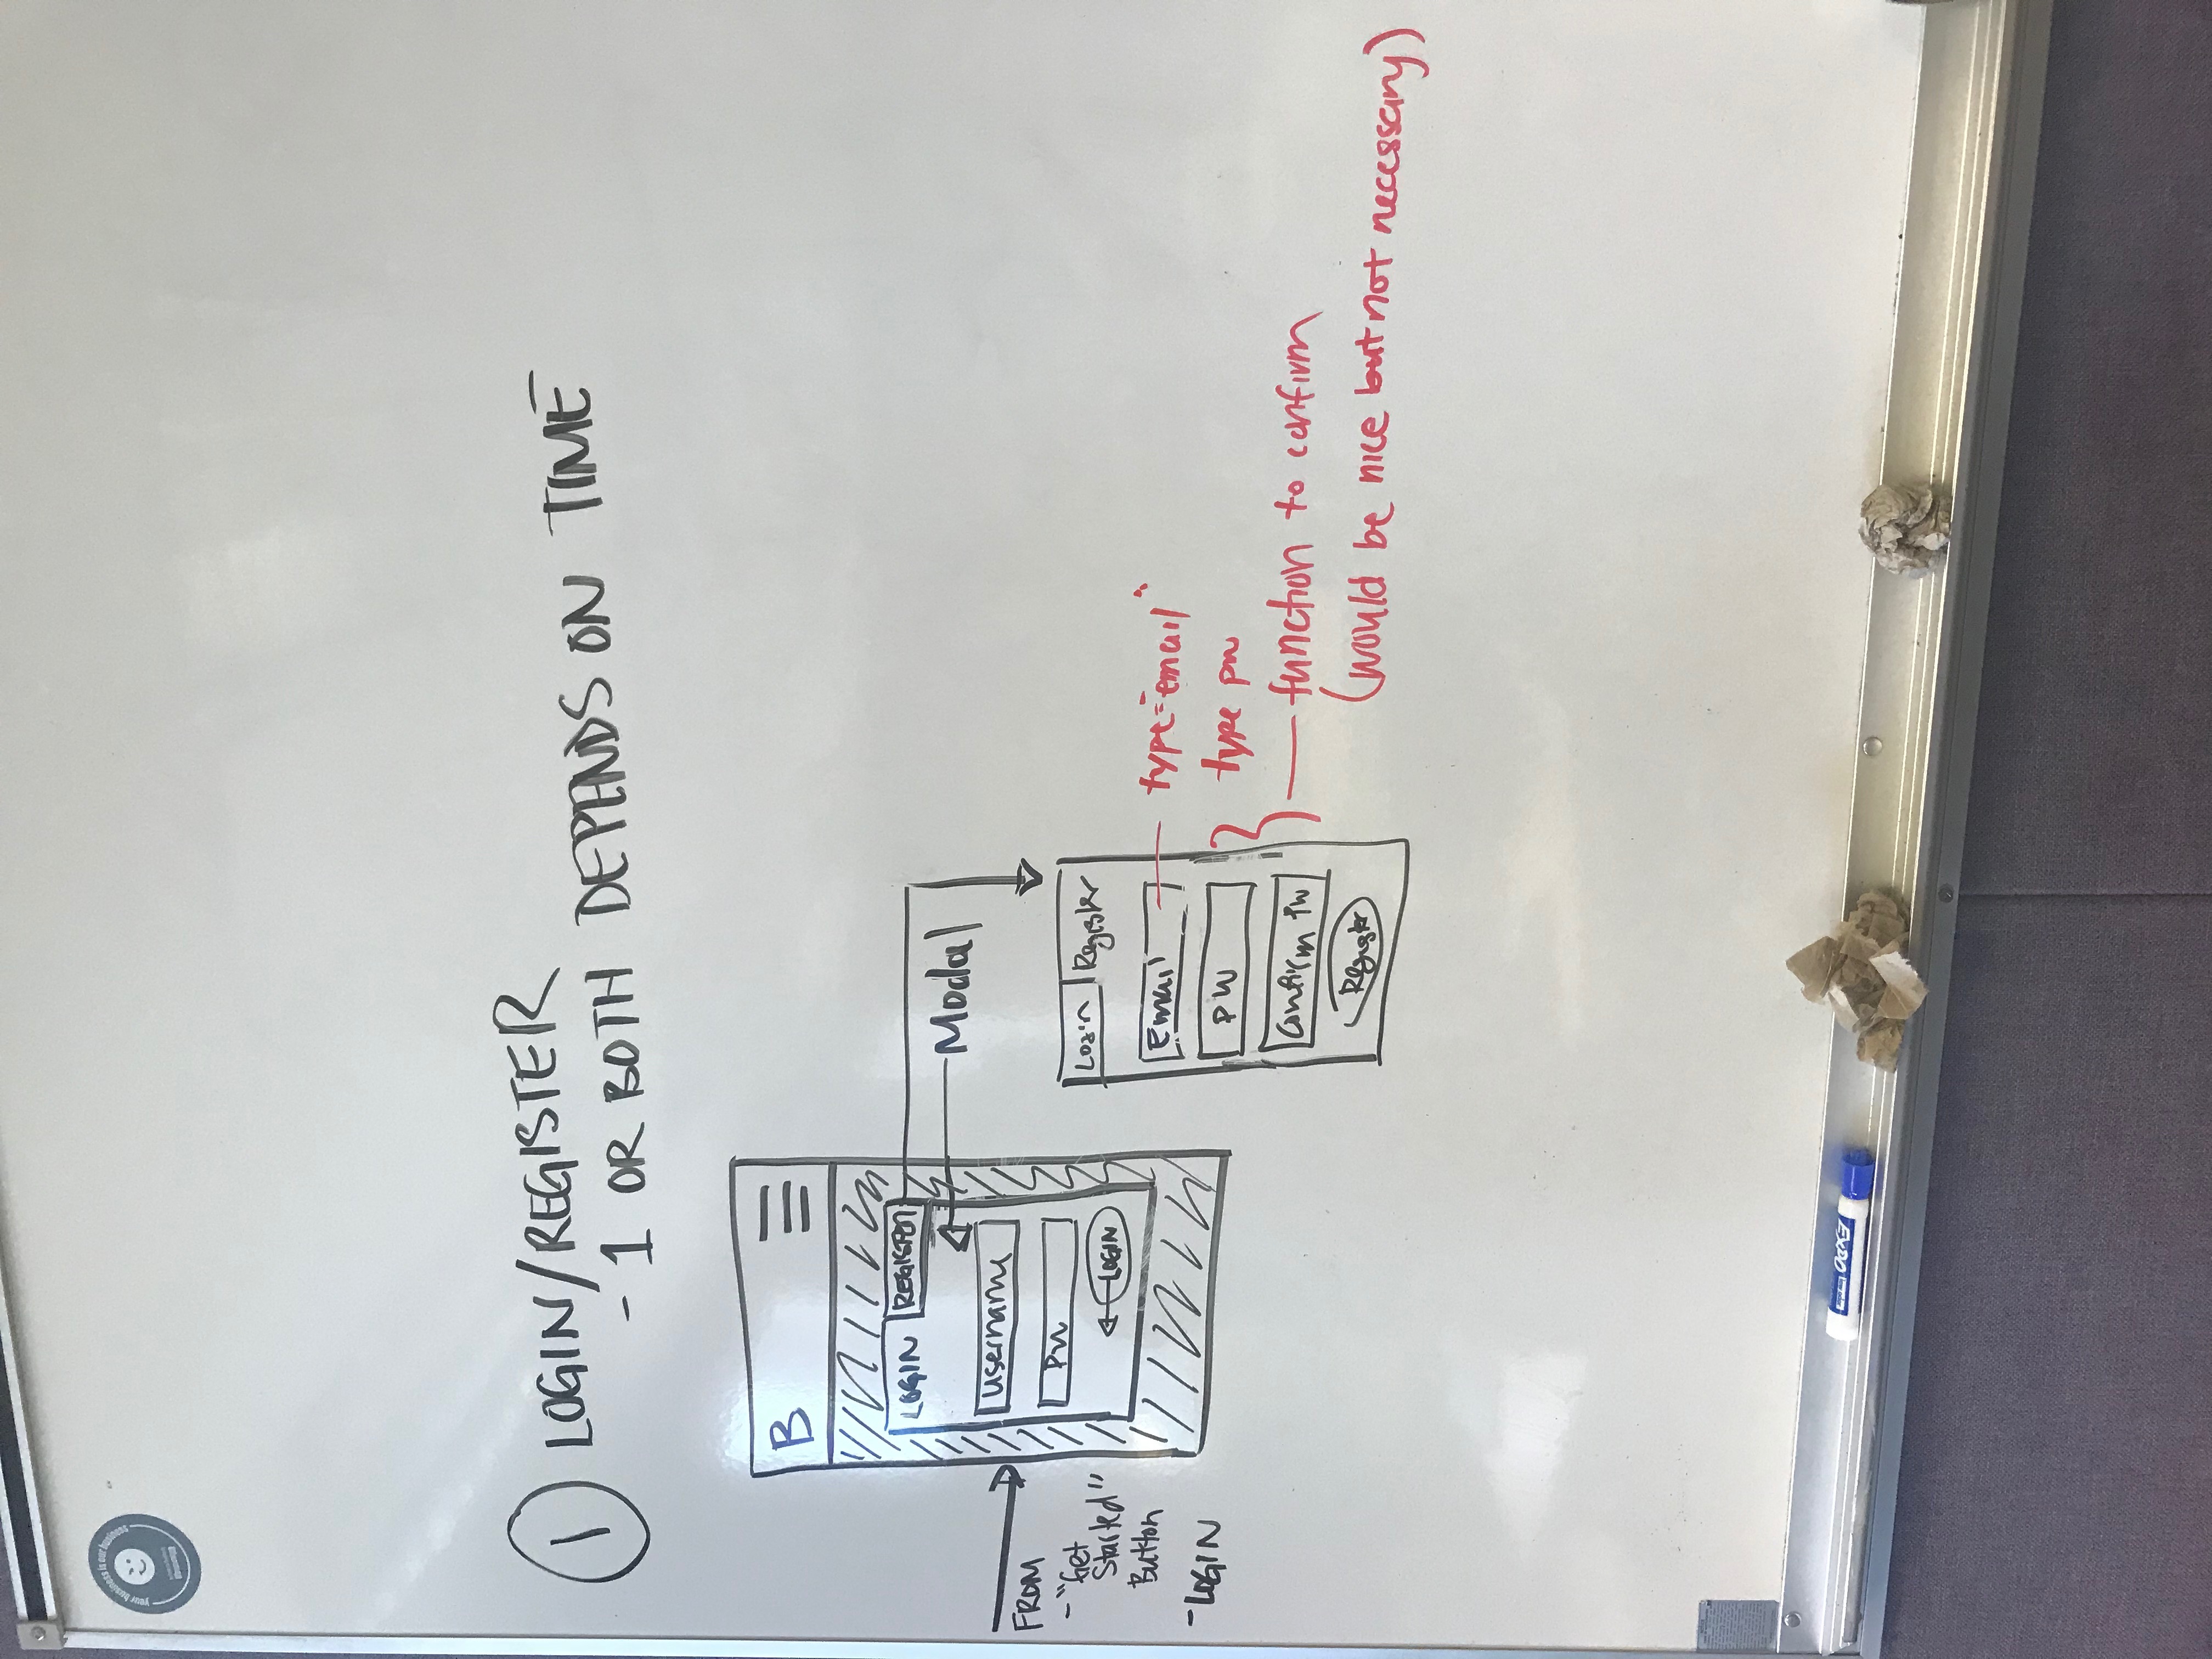 your business is our business
1 LOGIN/REGISTER
- 1 OR BOTH DEPENDS ON TIME
B
LOGIN REGISTER
Modal
username
PW
LOGIN
FROM
- "Get
Started"
Button
- LOGIN
Login Register
Email
PW
Confirm PW
Register
type="email"
type pw
function to confirm
(would be nice but not necessary)
EXPO